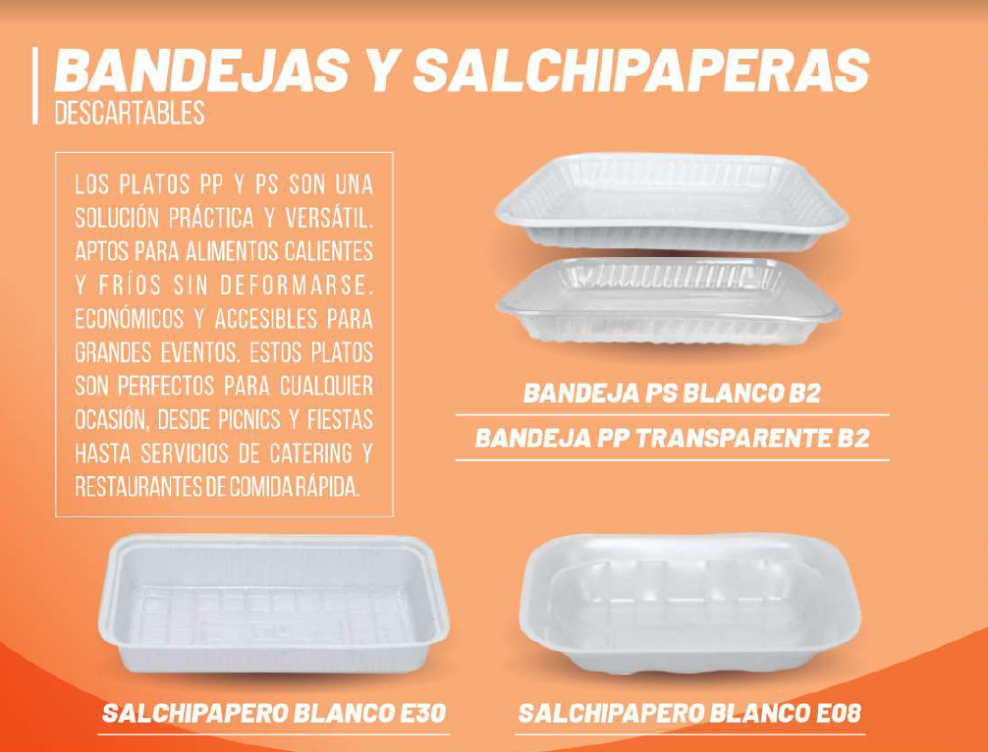 BANDEJAS Y SALCHIPAPERAS
DESCARTABLES
LOS PLATOS PP Y PS SON UNA
SOLUCIÓN PRÁCTICA Y VERSÁTIL.
APTOS PARA ALIMENTOS CALIENTES
Y FRÍOS SIN DEFORMARSE.
ECONÓMICOS Y ACCESIBLES PARA
GRANDES EVENTOS. ESTOS PLATOS
SON PERFECTOS PARA CUALQUIER
OCASIÓN, DESDE PICNICS Y FIESTAS
HASTA SERVICIOS DE CATERING Y
RESTAURANTES DE COMIDA RÁPIDA.
BANDEJA PS BLANCO B2
BANDEJA PP TRANSPARENTE B2
SALCHIPAPERO BLANCO E30
SALCHIPAPERO BLANCO E08